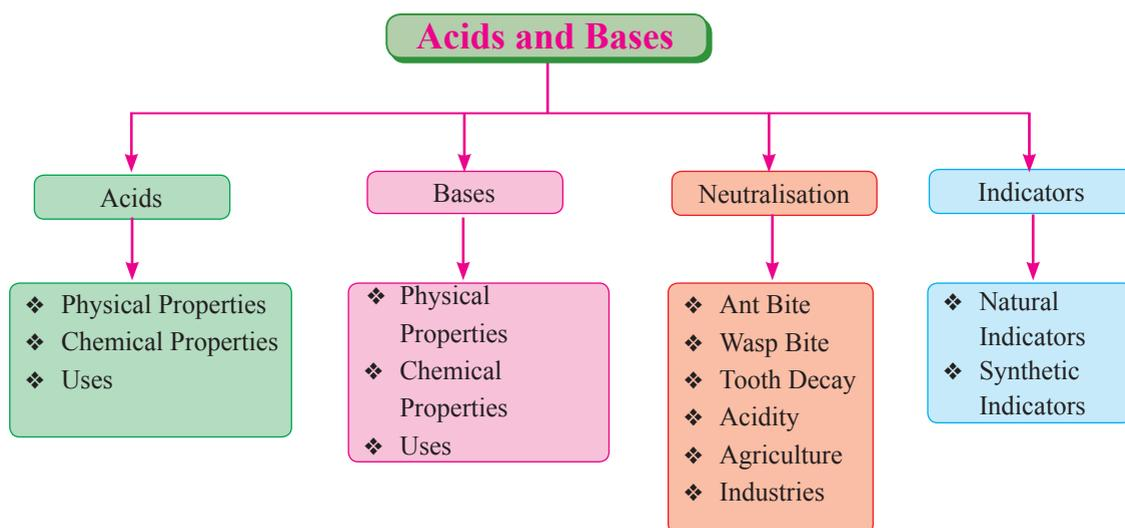 Acids and Bases
Acids
❖ Physical Properties
❖ Chemical Properties
❖ Uses
Bases
❖ Physical
Properties
❖ Chemical
Properties
❖ Uses
Neutralisation
❖ Ant Bite
❖ Wasp Bite
❖ Tooth Decay
❖ Acidity
❖ Agriculture
❖ Industries
Indicators
❖ Natural
Indicators
❖ Synthetic
Indicators